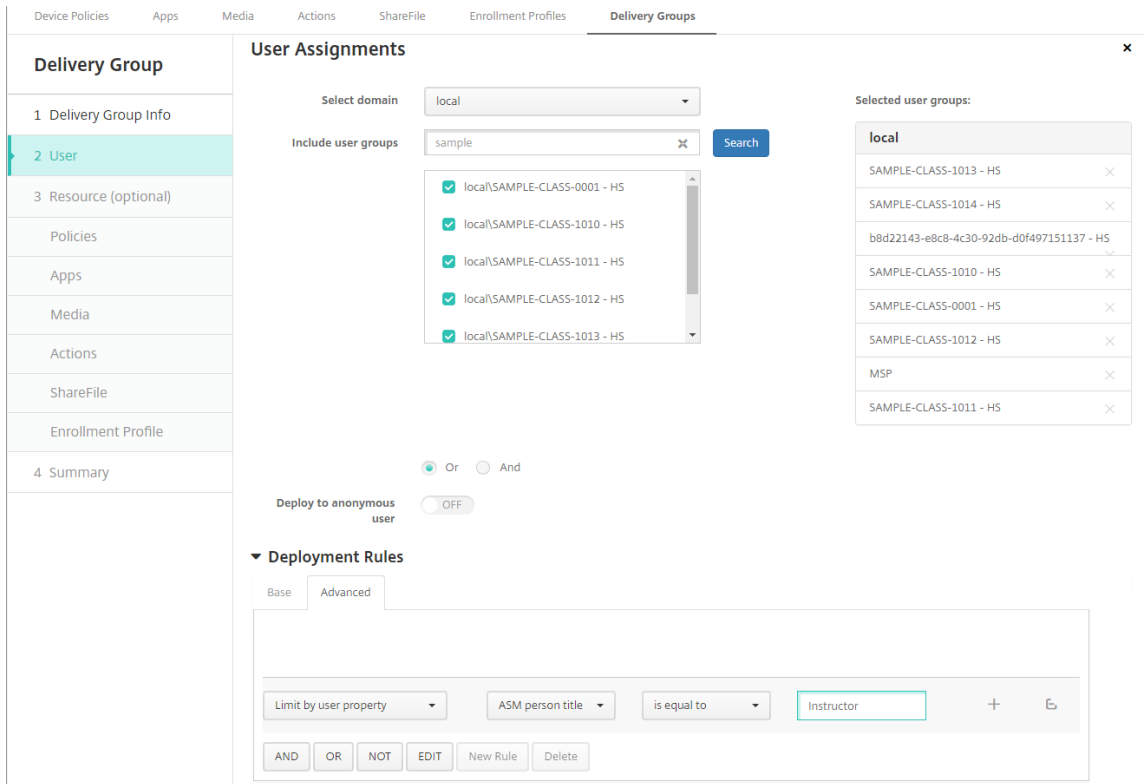 Device Policies Apps Media Actions ShareFile Enrollment Profiles Delivery Groups
Delivery Group
1 Delivery Group Info
2 User
3 Resource (optional)
Policies
Apps
Media
Actions
ShareFile
Enrollment Profile
4 Summary
User Assignments
Select domain local
Include user groups sample Search
local\SAMPLE-CLASS-0001 - HS
local\SAMPLE-CLASS-1010 - HS
local\SAMPLE-CLASS-1011 - HS
local\SAMPLE-CLASS-1012 - HS
local\SAMPLE-CLASS-1013 - HS
Selected user groups:
local
SAMPLE-CLASS-1013 - HS
SAMPLE-CLASS-1014 - HS
b8d22143-e8c8-4c30-92db-d0f497151137 - HS
SAMPLE-CLASS-1010 - HS
SAMPLE-CLASS-0001 - HS
SAMPLE-CLASS-1012 - HS
MSP
SAMPLE-CLASS-1011 - HS
Or And
Deploy to anonymous
user
OFF
Deployment Rules
Base Advanced
Limit by user property ASM person title is equal to Instructor
AND OR NOT EDIT New Rule Delete